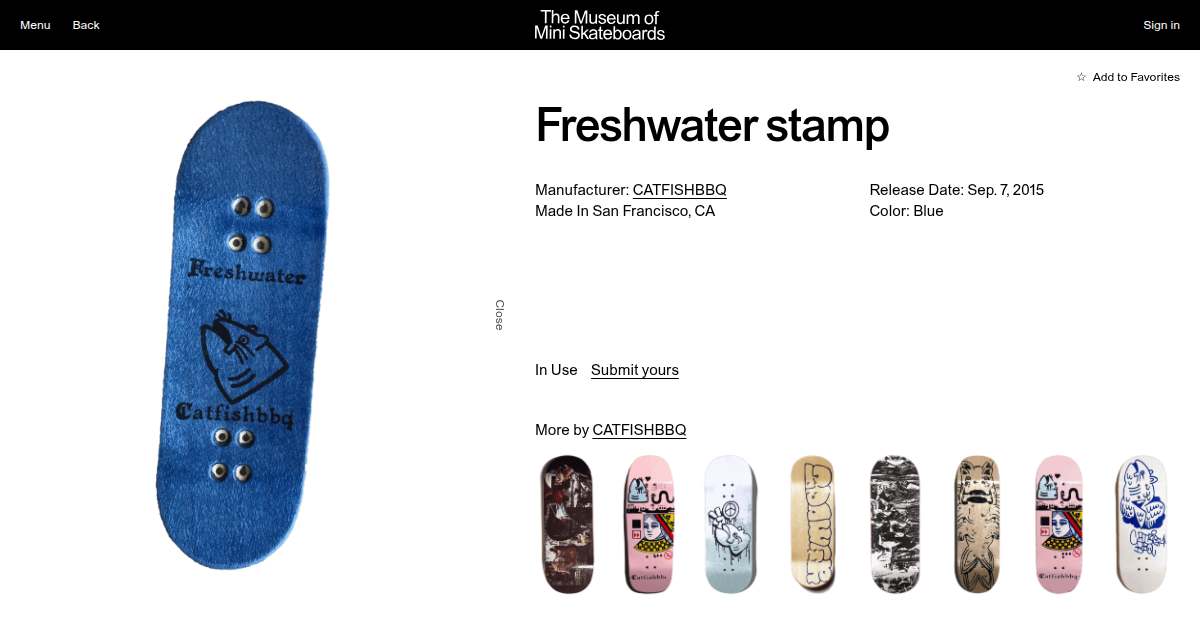 Menu
Back
The Museum of
Mini Skateboards
Sign in
☆ Add to Favorites
Freshwater stamp
Manufacturer: CATFISHBBQ
Made In San Francisco, CA
Release Date: Sep. 7, 2015
Color: Blue
Freshwater
Catfishbbq
Close
In Use Submit yours
More by CATFISHBBQ
Catfishbbq